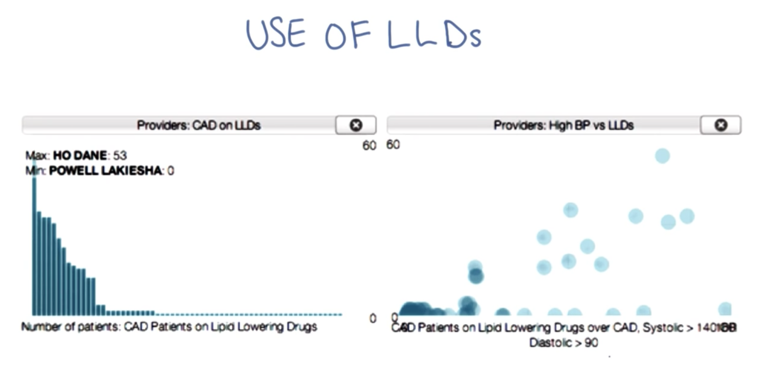 USE OF LLDs
Providers: CAD on LLDs
Max: HO DANE: 53
Min: POWELL LAKIESHA: 0
60
0
Number of patients: CAD Patients on Lipid Lowering Drugs
Providers: High BP vs LLDs
60
0
CAD Patients on Lipid Lowering Drugs over CAD, Systolic > 140 OR
Diastolic > 90